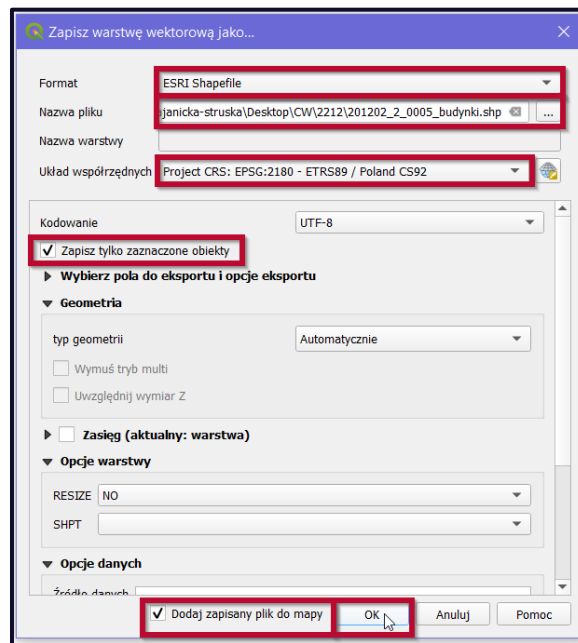 Zapisz warstwę wektorową jako...
Format ESRI Shapefile
Nazwa pliku janicka-struska\Desktop\CW\2212\201202_2_0005_budynki.shp ...
Nazwa warstwy
Układ współrzędnych Project CRS: EPSG:2180 - ETRS89 / Poland CS92
Kodowanie UTF-8
Zapisz tylko zaznaczone obiekty
Wybierz pola do eksportu i opcje eksportu
Geometria
typ geometrii Automatycznie
Wymuś tryb multi
Uwzględnij wymiar Z
Zasięg (aktualny: warstwa)
Opcje warstwy
RESIZE NO
SHPT
Opcje danych
Źródło danych
Dodaj zapisany plik do mapy OK Anuluj Pomoc